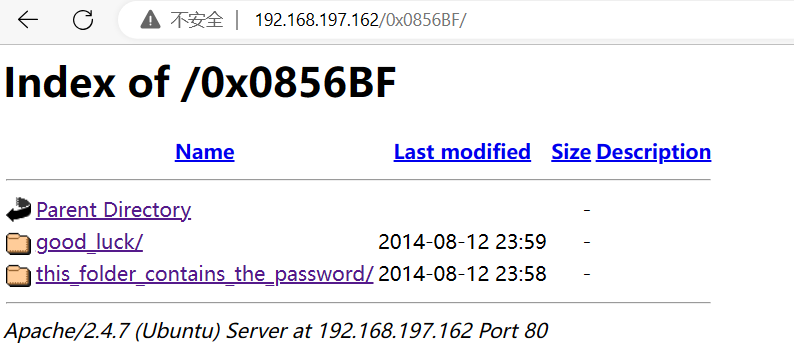 不安全 | 192.168.197.162/0x0856BF/
Index of /0x0856BF
Name Last modified Size Description
Parent Directory -
good_luck/ 2014-08-12 23:59 -
this_folder_contains_the_password/ 2014-08-12 23:58 -
Apache/2.4.7 (Ubuntu) Server at 192.168.197.162 Port 80